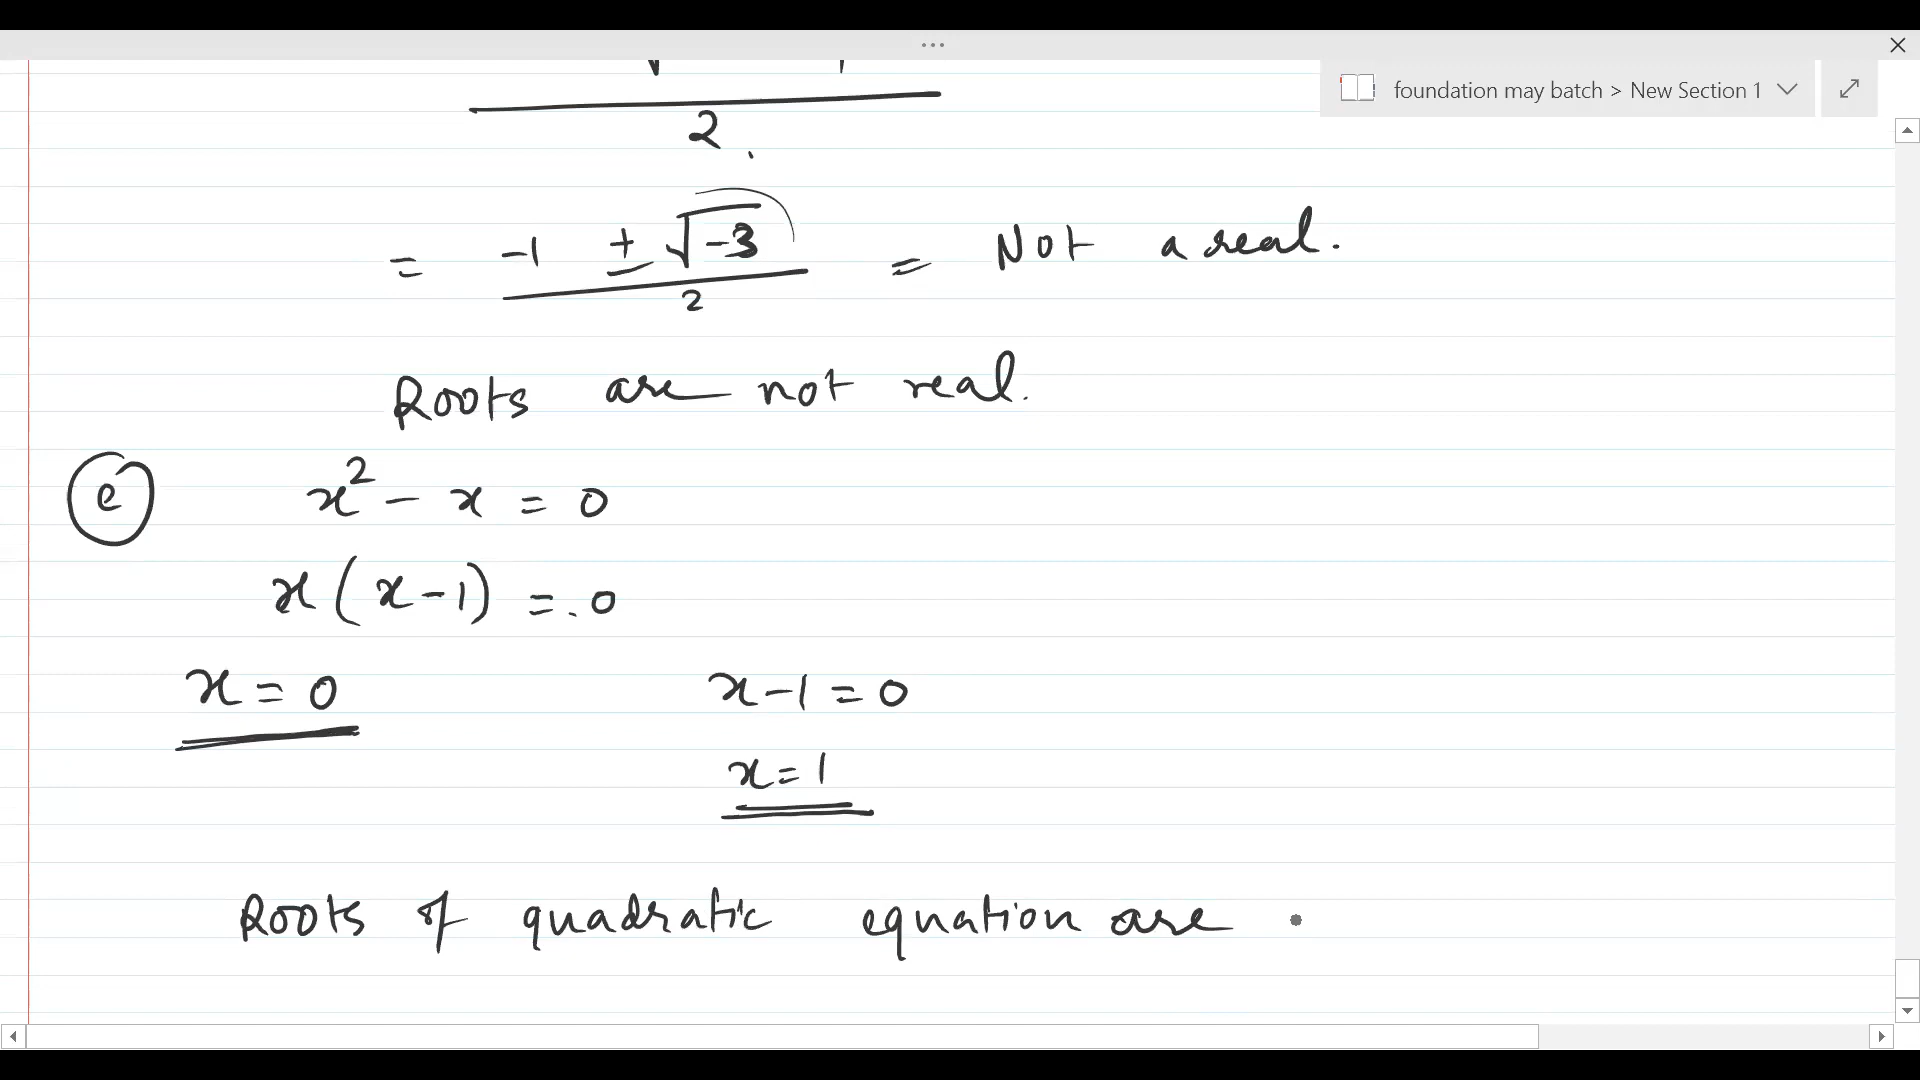 foundation may batch > New Section 1
2
= -1 ± √-3 / 2 = Not a real.
Roots are not real.
e x² - x = 0
x(x-1) = 0
x = 0 x-1 = 0
x = 1
Roots of quadratic equation are